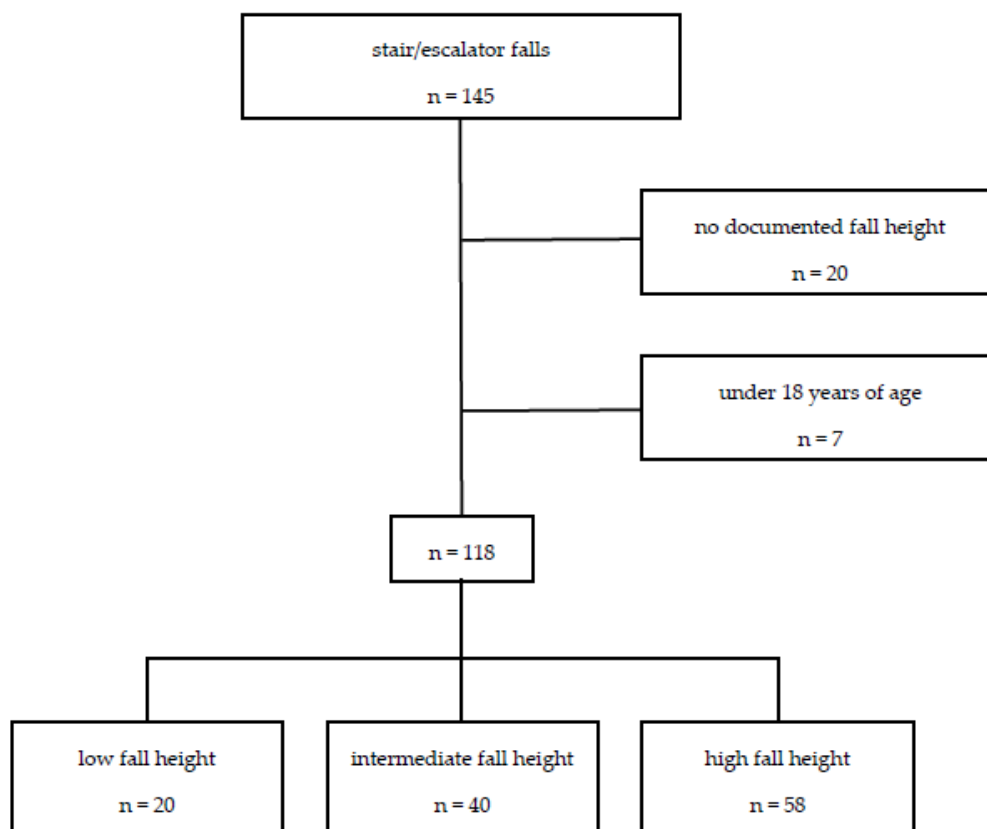 stair/escalator falls
n = 145
no documented fall height
n = 20
under 18 years of age
n = 7
n = 118
low fall height
n = 20
intermediate fall height
n = 40
high fall height
n = 58